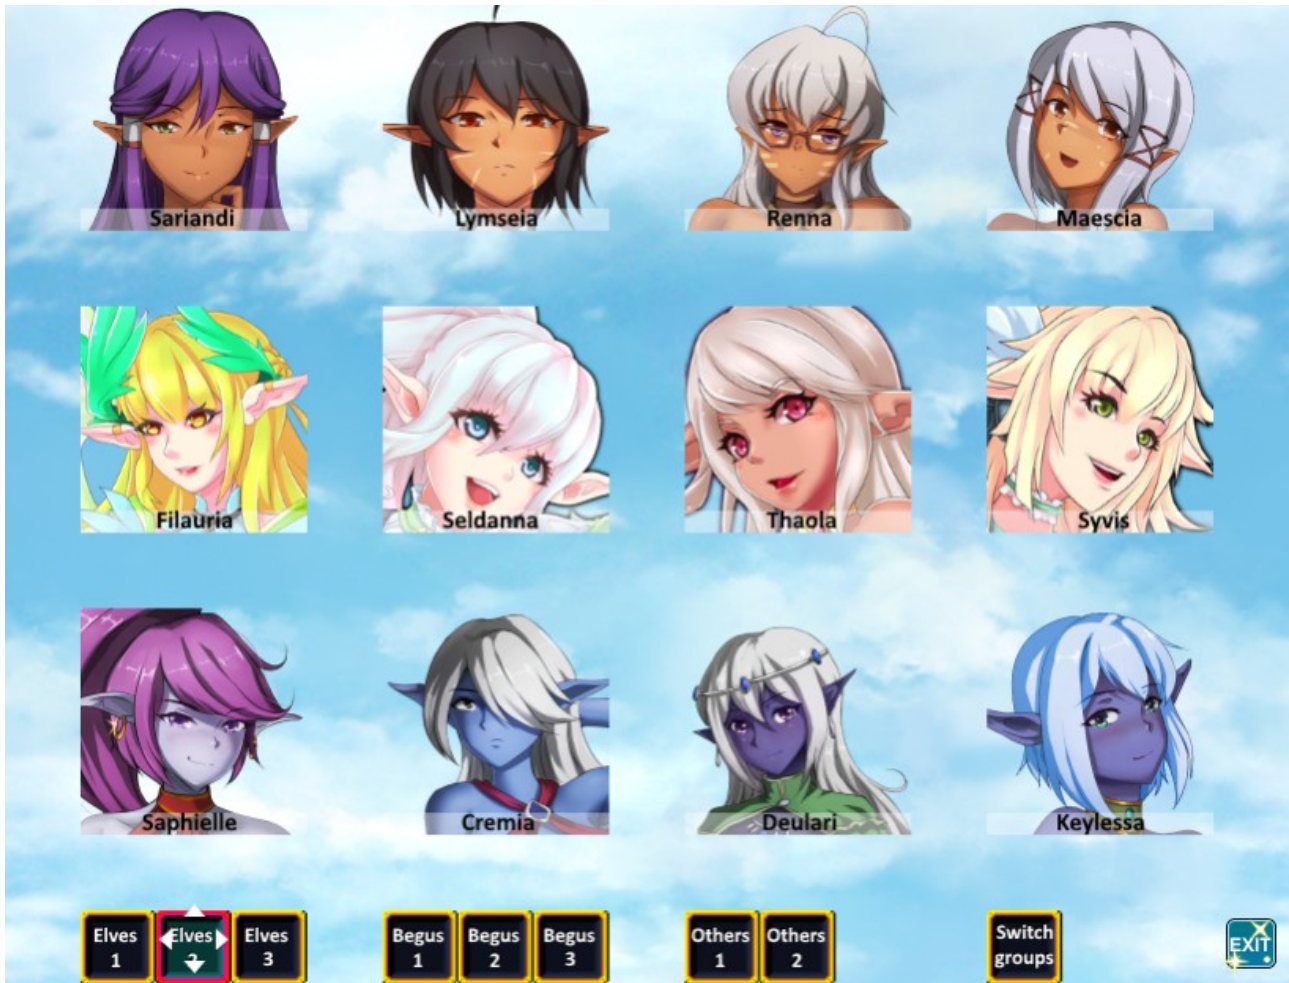 Sariandi
Lymseia
Renna
Maescia
Filauria
Seldanna
Thaola
Syvis
Saphielle
Cremia
Deulari
Keylessa
Elves
1
Elves
2
Elves
3
Begus
1
Begus
2
Begus
3
Others
1
Others
2
Switch
groups
EXIT